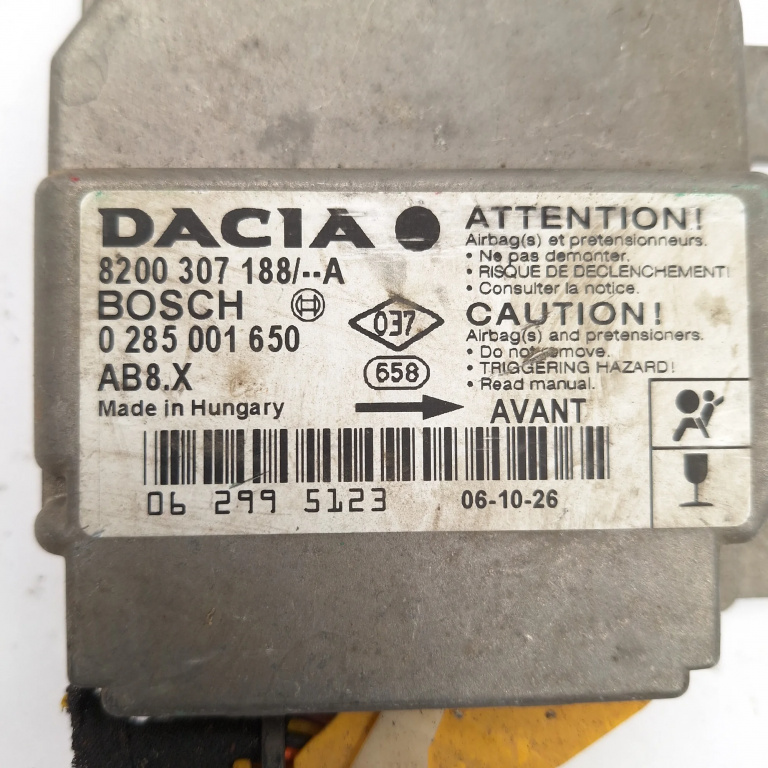 DACIA
8200 307 188/--A
BOSCH
0 285 001 650
AB8.X
Made in Hungary
037
658
AVANT
ATTENTION!
Airbag(s) et pretensionneurs.
• Ne pas demonter.
• RISQUE DE DECLENCHEMENT!
• Consulter la notice.
CAUTION!
Airbag(s) and pretensioners.
• Do not remove.
• TRIGGERING HAZARD!
• Read manual.
06 299 5123
06-10-26